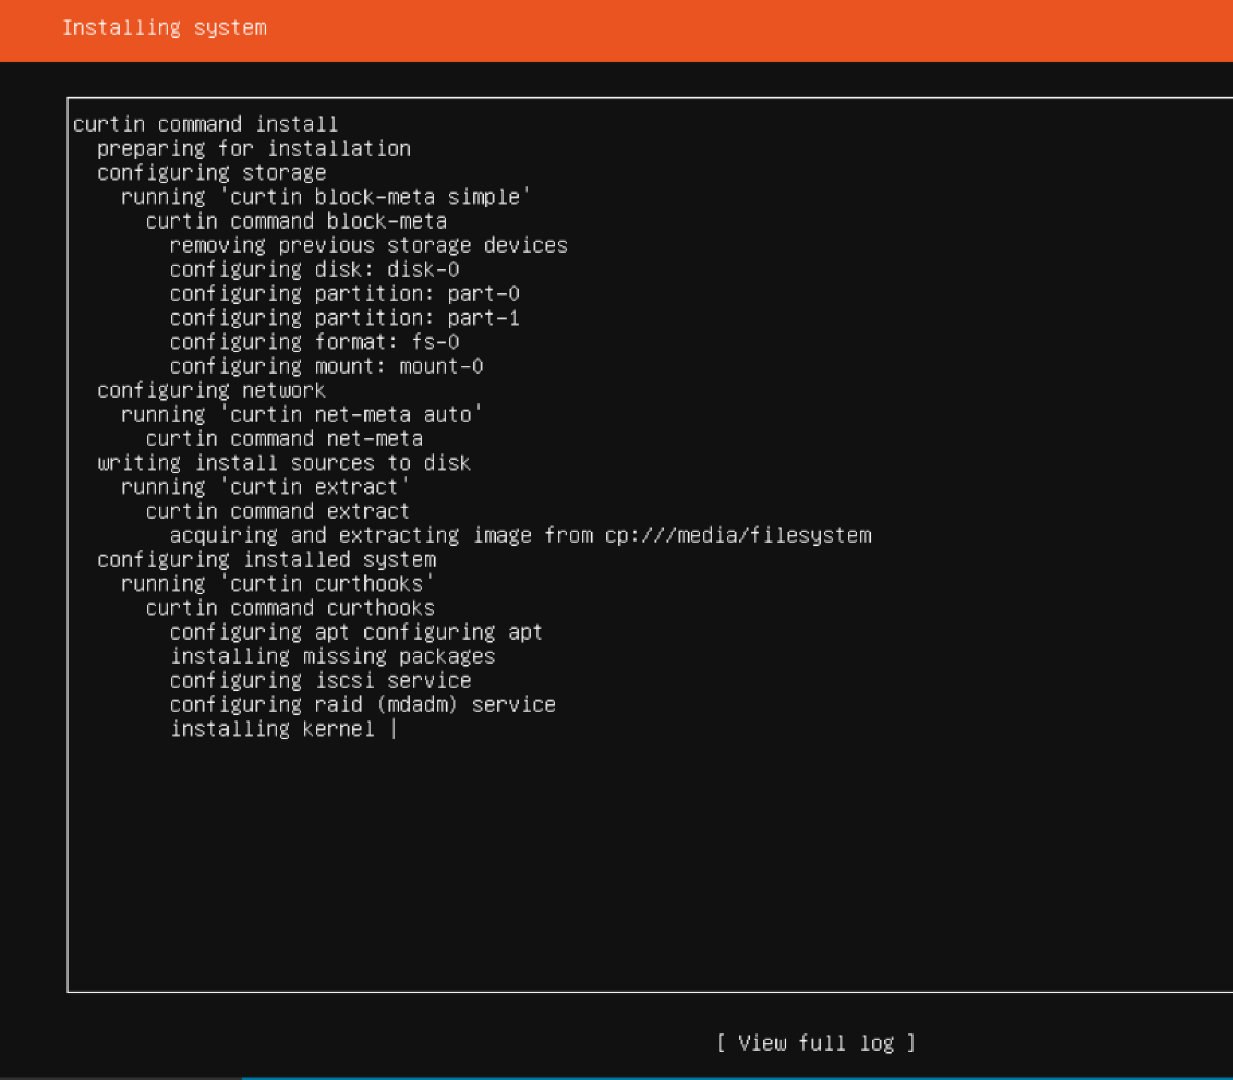 Installing system
curtin command install
preparing for installation
configuring storage
running 'curtin block-meta simple'
curtin command block-meta
removing previous storage devices
configuring disk: disk-0
configuring partition: part-0
configuring partition: part-1
configuring format: fs-0
configuring mount: mount-0
configuring network
running 'curtin net-meta auto'
curtin command net-meta
writing install sources to disk
running 'curtin extract'
curtin command extract
acquiring and extracting image from cp:///media/filesystem
configuring installed system
running 'curtin curthooks'
curtin command curthooks
configuring apt configuring apt
installing missing packages
configuring iscsi service
configuring raid (mdadm) service
installing kernel |
[ View full log ]